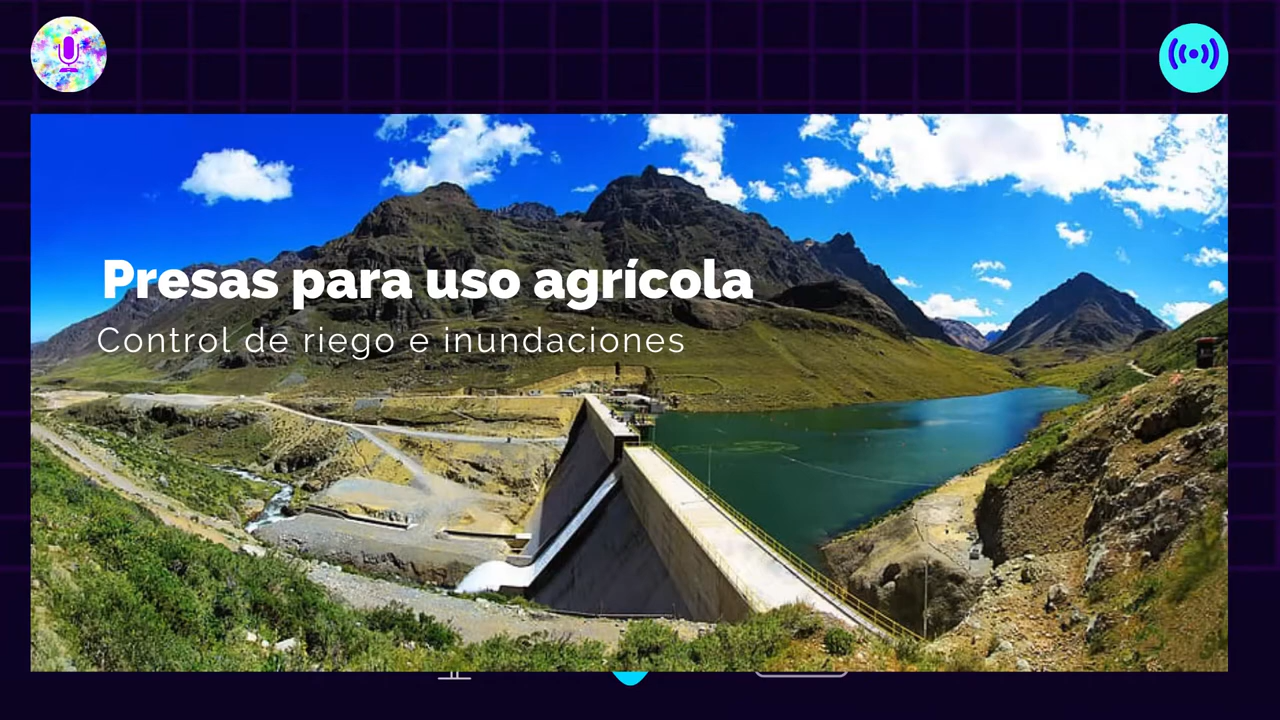 Presas para uso agrícola
Control de riego e inundaciones